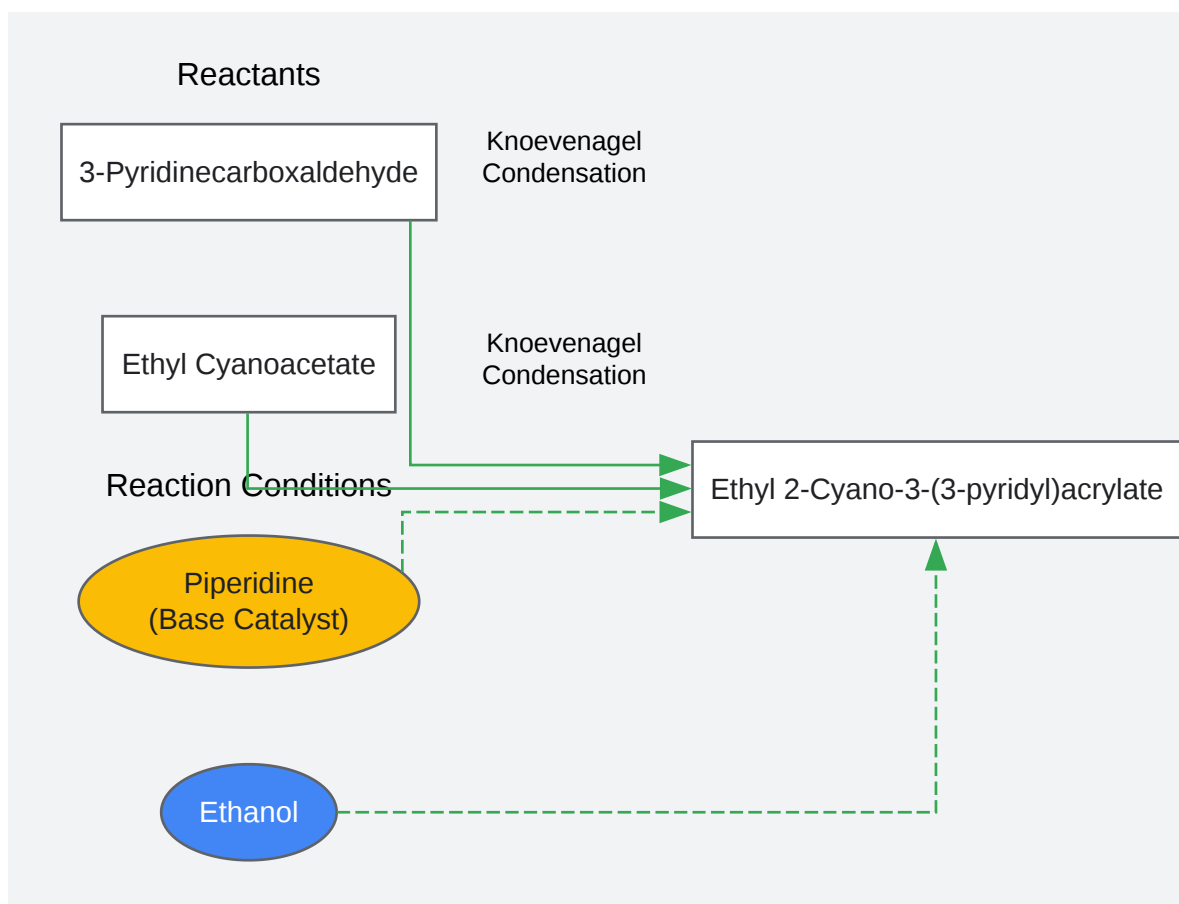 Reactants
3-Pyridinecarboxaldehyde
Knoevenagel
Condensation
Ethyl Cyanoacetate
Knoevenagel
Condensation
Reaction Conditions
Ethyl 2-Cyano-3-(3-pyridyl)acrylate
Piperidine
(Base Catalyst)
Ethanol